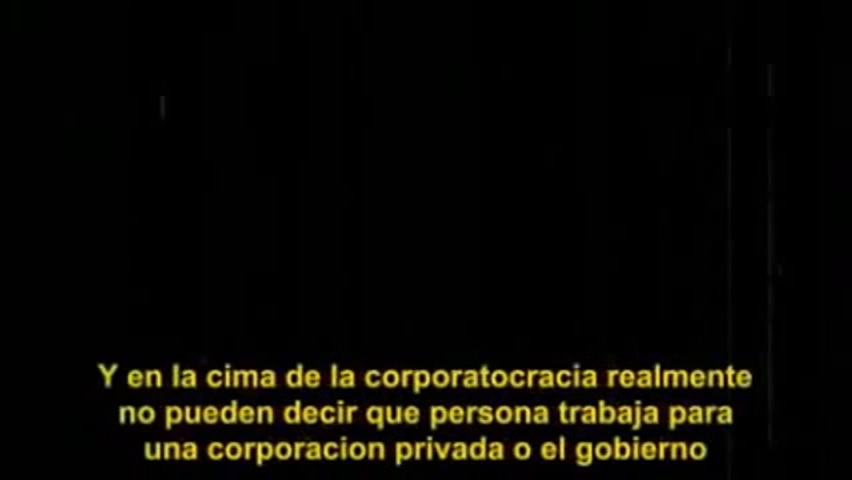 Y en la cima de la corporatocracia realmente
no pueden decir que persona trabaja para
una corporacion privada o el gobierno